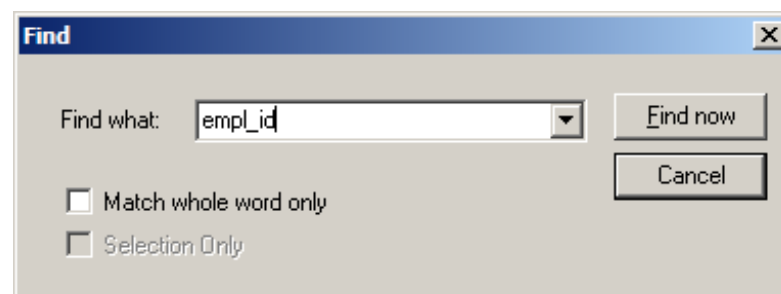 Find
Find what: empl_id Find now
Cancel
Match whole word only
Selection Only